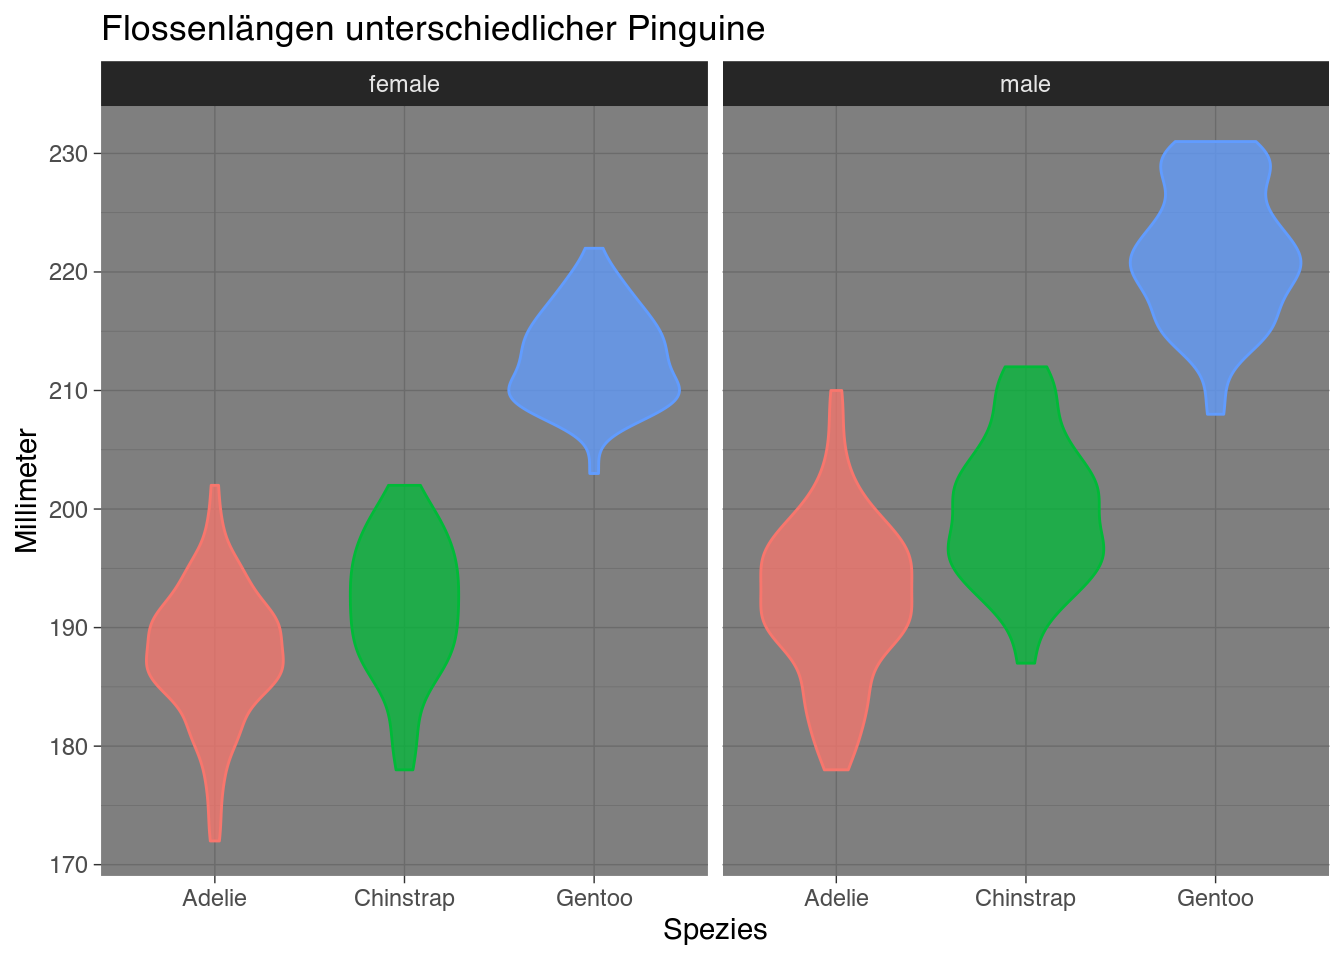 Flossenlängen unterschiedlicher Pinguine
female
male
230
220
210
200
190
180
170
Millimeter
Adelie Chinstrap Gentoo
Adelie Chinstrap Gentoo
Spezies